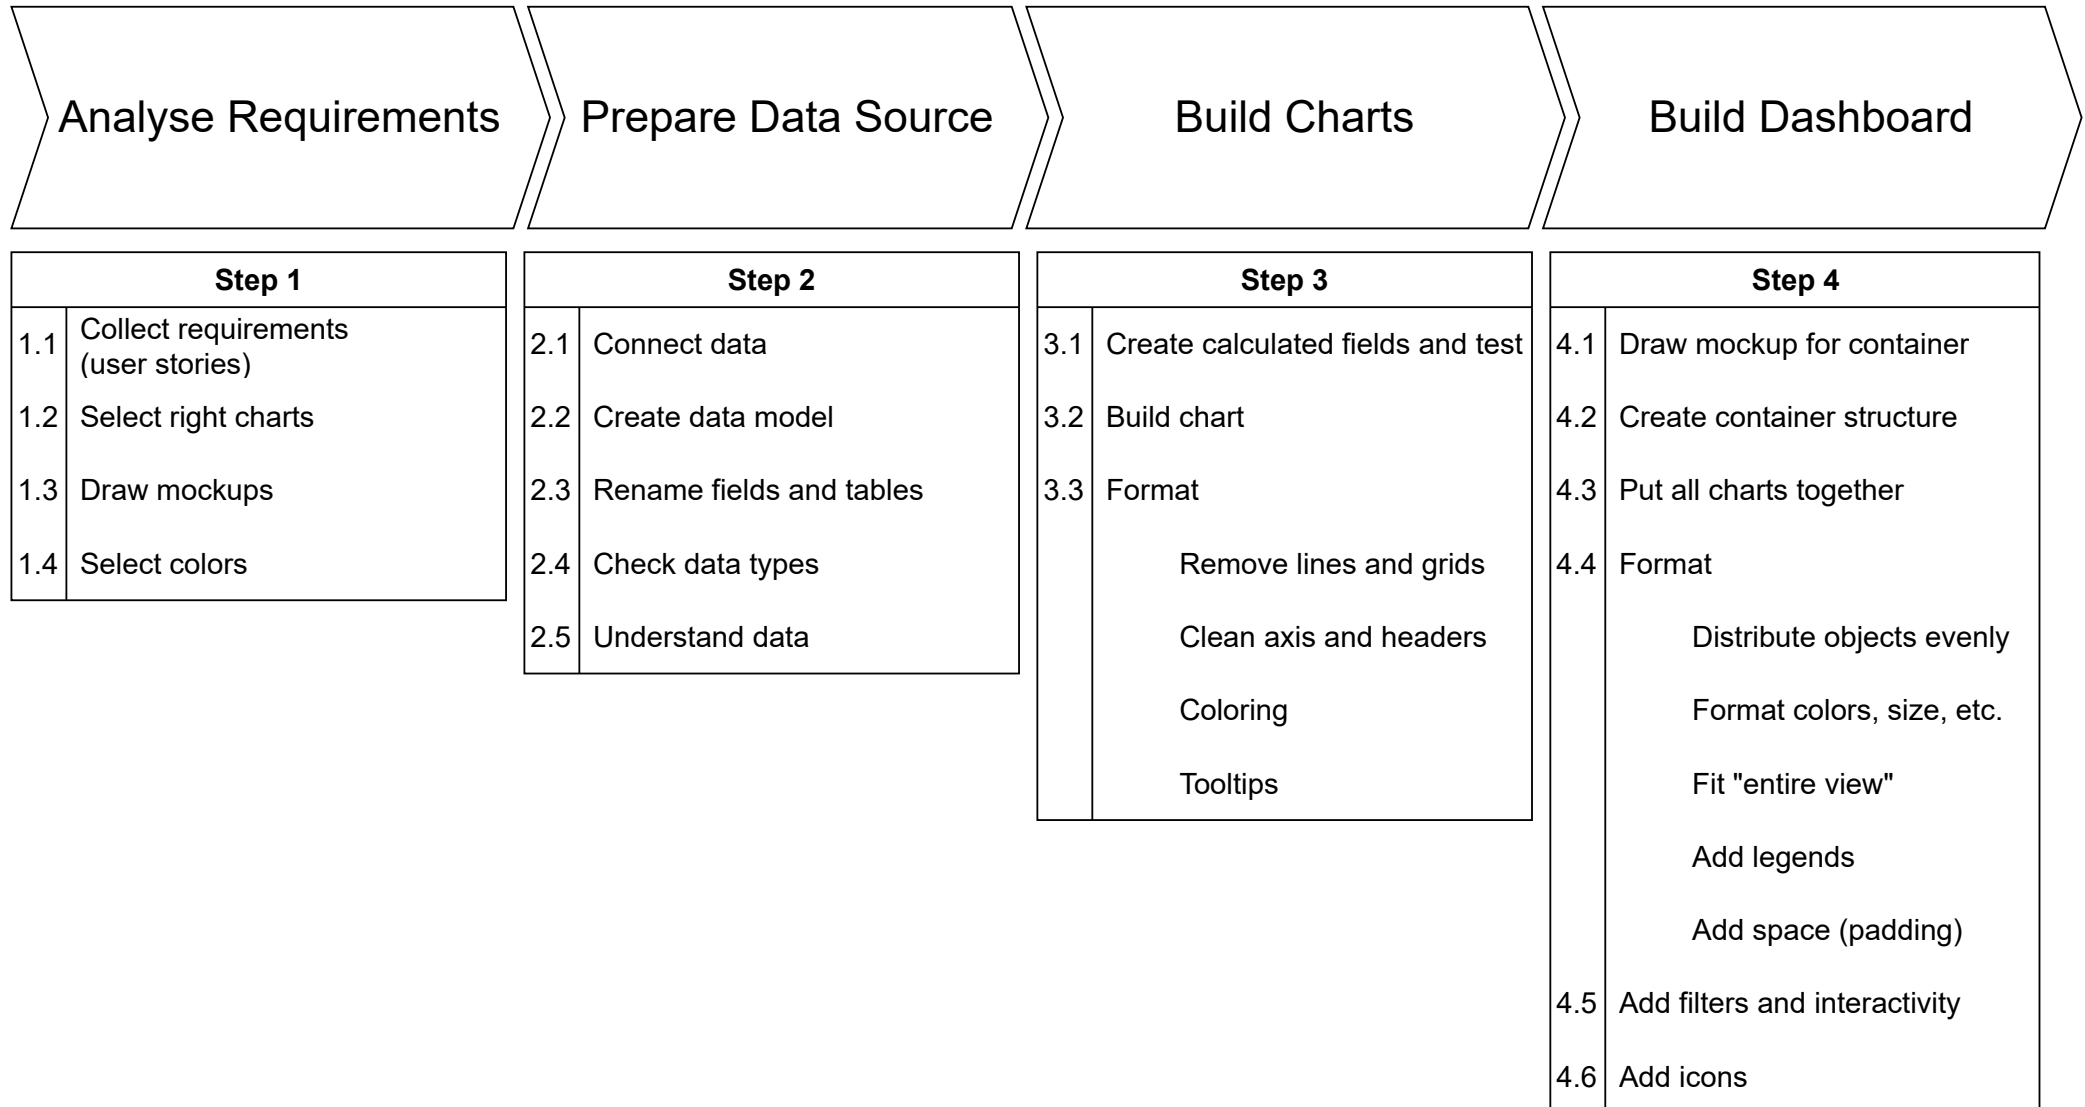 Analyse Requirements
Prepare Data Source
Build Charts
Build Dashboard
Step 1
1.1 Collect requirements
(user stories)
1.2 Select right charts
1.3 Draw mockups
1.4 Select colors
Step 2
2.1 Connect data
2.2 Create data model
2.3 Rename fields and tables
2.4 Check data types
2.5 Understand data
Step 3
3.1 Create calculated fields and test
3.2 Build chart
3.3 Format
Remove lines and grids
Clean axis and headers
Coloring
Tooltips
Step 4
4.1 Draw mockup for container
4.2 Create container structure
4.3 Put all charts together
4.4 Format
Distribute objects evenly
Format colors, size, etc.
Fit "entire view"
Add legends
Add space (padding)
4.5 Add filters and interactivity
4.6 Add icons